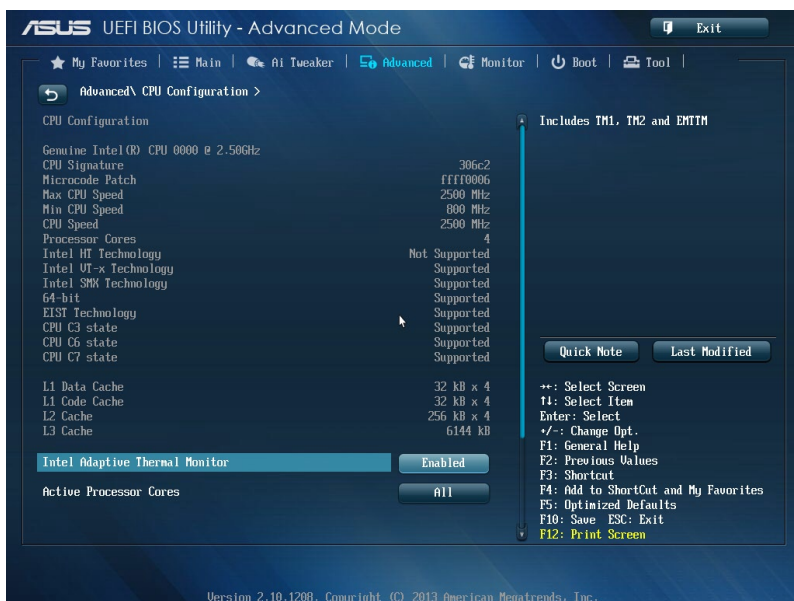 ASUS UEFI BIOS Utility - Advanced Mode
Exit
My Favorites | Main | Ai Tweaker | Advanced | Monitor | Boot | Tool |
Advanced\ CPU Configuration >
CPU Configuration
Genuine Intel(R) CPU 0000 @ 2.50GHz
CPU Signature 306c2
Microcode Patch ffff0006
Max CPU Speed 2500 MHz
Min CPU Speed 800 MHz
CPU Speed 2500 MHz
Processor Cores 4
Intel HT Technology Not Supported
Intel VT-x Technology Supported
Intel SMX Technology Supported
64-bit Supported
EIST Technology Supported
CPU C3 state Supported
CPU C6 state Supported
CPU C7 state Supported
L1 Data Cache 32 kB x 4
L1 Code Cache 32 kB x 4
L2 Cache 256 kB x 4
L3 Cache 6144 kB
Intel Adaptive Thermal Monitor Enabled
Active Processor Cores All
Includes TM1, TM2 and EMTTM
Quick Note Last Modified
→←: Select Screen
↑↓: Select Item
Enter: Select
+/-: Change Opt.
F1: General Help
F2: Previous Values
F3: Shortcut
F4: Add to ShortCut and My Favorites
F5: Optimized Defaults
F10: Save ESC: Exit
F12: Print Screen
Version 2.10.1208. Copyright (C) 2013 American Megatrends, Inc.